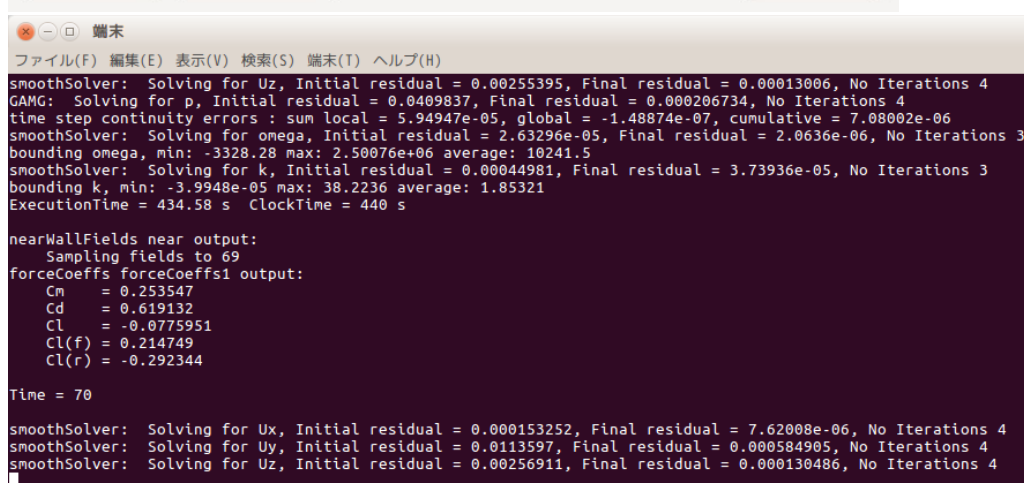 端末
ファイル(F) 編集(E) 表示(V) 検索(S) 端末(T) ヘルプ(H)
smoothSolver:  Solving for Uz, Initial residual = 0.00255395, Final residual = 0.00013006, No Iterations 4
GAMG:  Solving for p, Initial residual = 0.0409837, Final residual = 0.000206734, No Iterations 4
time step continuity errors : sum local = 5.94947e-05, global = -1.48874e-07, cumulative = 7.08002e-06
smoothSolver:  Solving for omega, Initial residual = 2.63296e-05, Final residual = 2.0636e-06, No Iterations 3
bounding omega, min: -3328.28 max: 2.50076e+06 average: 10241.5
smoothSolver:  Solving for k, Initial residual = 0.00044981, Final residual = 3.73936e-05, No Iterations 3
bounding k, min: -3.9948e-05 max: 38.2236 average: 1.85321
ExecutionTime = 434.58 s  ClockTime = 440 s
nearWallFields near output:
    Sampling fields to 69
forceCoeffs forceCoeffs1 output:
    Cm    = 0.253547
    Cd    = 0.619132
    Cl    = -0.0775951
    Cl(f) = 0.214749
    Cl(r) = -0.292344
Time = 70
smoothSolver:  Solving for Ux, Initial residual = 0.000153252, Final residual = 7.62008e-06, No Iterations 4
smoothSolver:  Solving for Uy, Initial residual = 0.0113597, Final residual = 0.000584905, No Iterations 4
smoothSolver:  Solving for Uz, Initial residual = 0.00256911, Final residual = 0.000130486, No Iterations 4